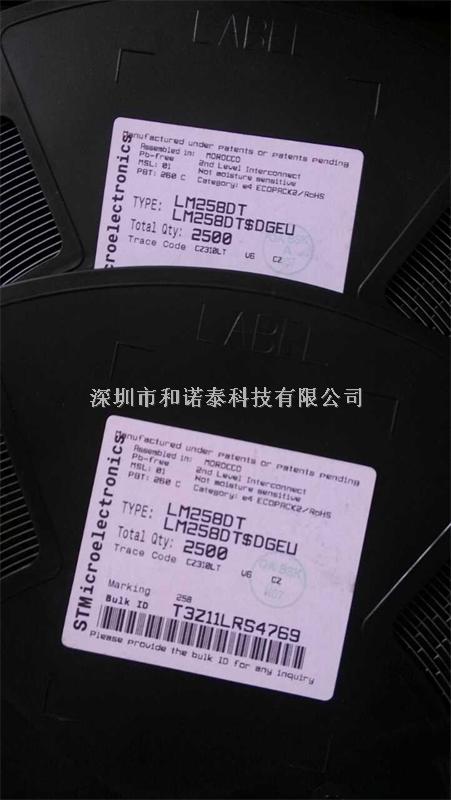 LABEL
STMicroelectronics
Manufactured under patents or patents pending
Assembled in: MOROCCO
Pb-free 2nd Level Interconnect
MSL: 01 Not moisture sensitive
PBT: 260 C Category: e4 ECOPACK2/RoHS
TYPE: LM258DT
LM258DT$DGEU
Total Qty: 2500
Trace Code CZ310LT V6 CZ
LABEL
深圳市和诺泰科技有限公司
STMicroelectronics
Manufactured under patents or patents pending
Assembled in: MOROCCO
Pb-free 2nd Level Interconnect
MSL: 01 Not moisture sensitive
PBT: 260 C Category: e4 ECOPACK2/RoHS
TYPE: LM258DT
LM258DT$DGEU
Total Qty: 2500
Trace Code CZ310LT V6 CZ
Marking 258
Bulk ID T3Z11LRS4769
Please provide the bulk ID for any inquiry